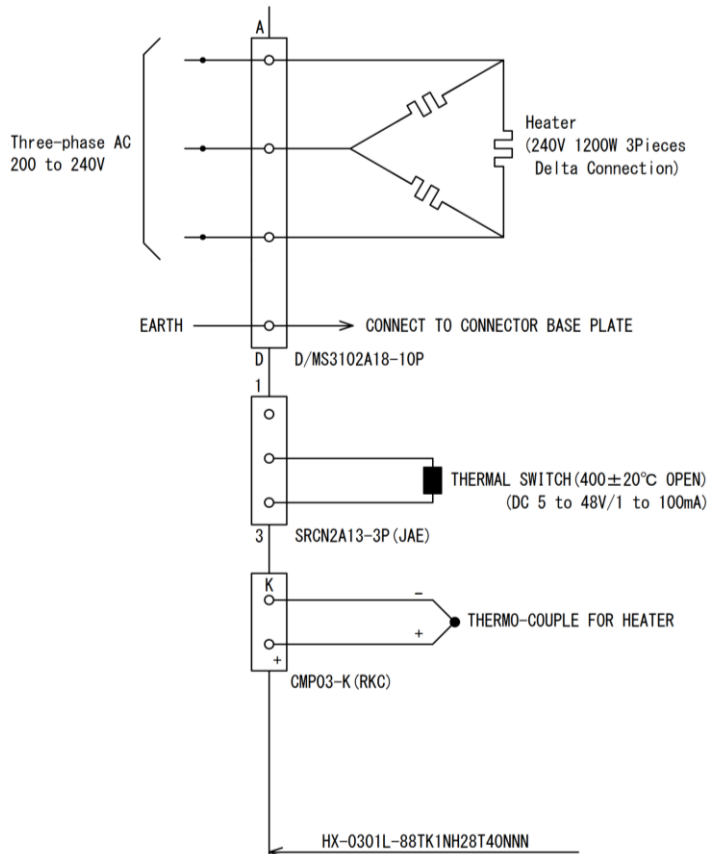 A
Three-phase AC
200 to 240V
Heater
(240V 1200W 3Pieces
Delta Connection)
EARTH
CONNECT TO CONNECTOR BASE PLATE
D
D/MS3102A18-10P
1
THERMAL SWITCH(400±20℃ OPEN)
(DC 5 to 48V/1 to 100mA)
3
SRCN2A13-3P(JAE)
K
-
THERMO-COUPLE FOR HEATER
+
+
CMP03-K(RKC)
HX-0301L-88TK1NH28T40NNN